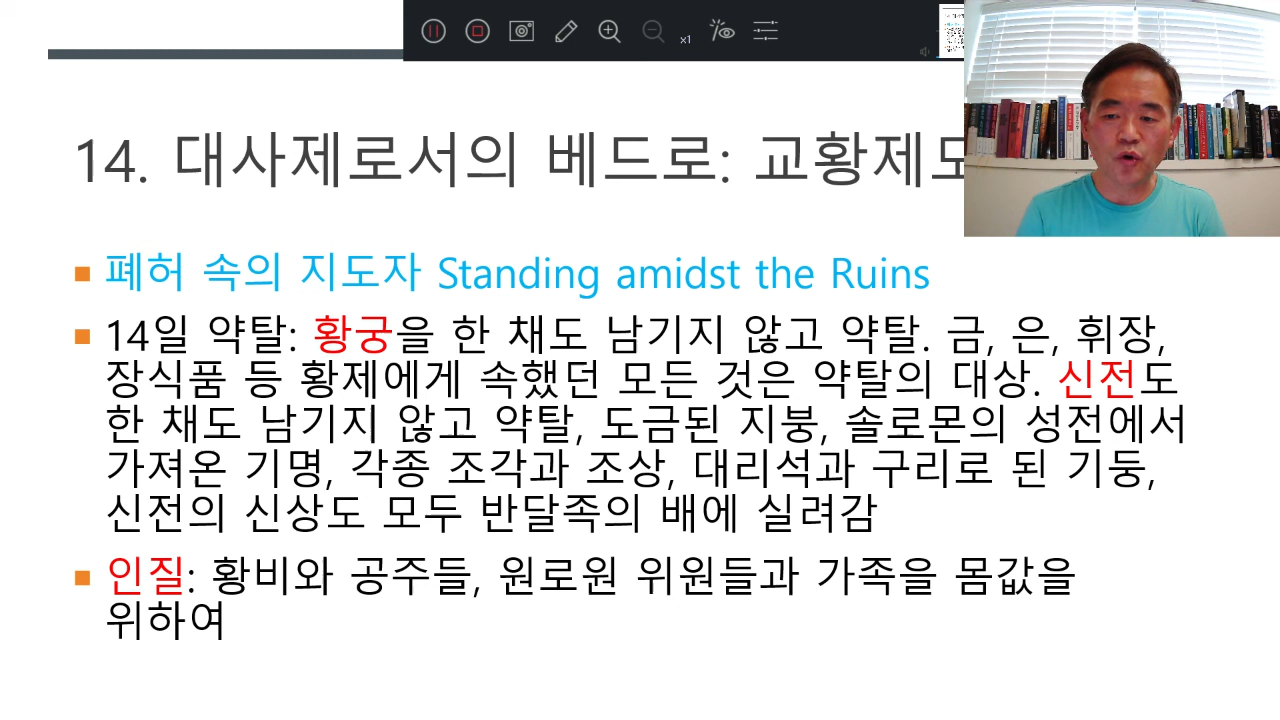 x1
14. 대사제로서의 베드로: 교황제도
폐허 속의 지도자 Standing amidst the Ruins
14일 약탈: 황궁을 한 채도 남기지 않고 약탈. 금, 은, 휘장,
장식품 등 황제에게 속했던 모든 것은 약탈의 대상. 신전도
한 채도 남기지 않고 약탈, 도금된 지붕, 솔로몬의 성전에서
가져온 기명, 각종 조각과 조상, 대리석과 구리로 된 기둥,
신전의 신상도 모두 반달족의 배에 실려감
인질: 황비와 공주들, 원로원 위원들과 가족을 몸값을
위하여